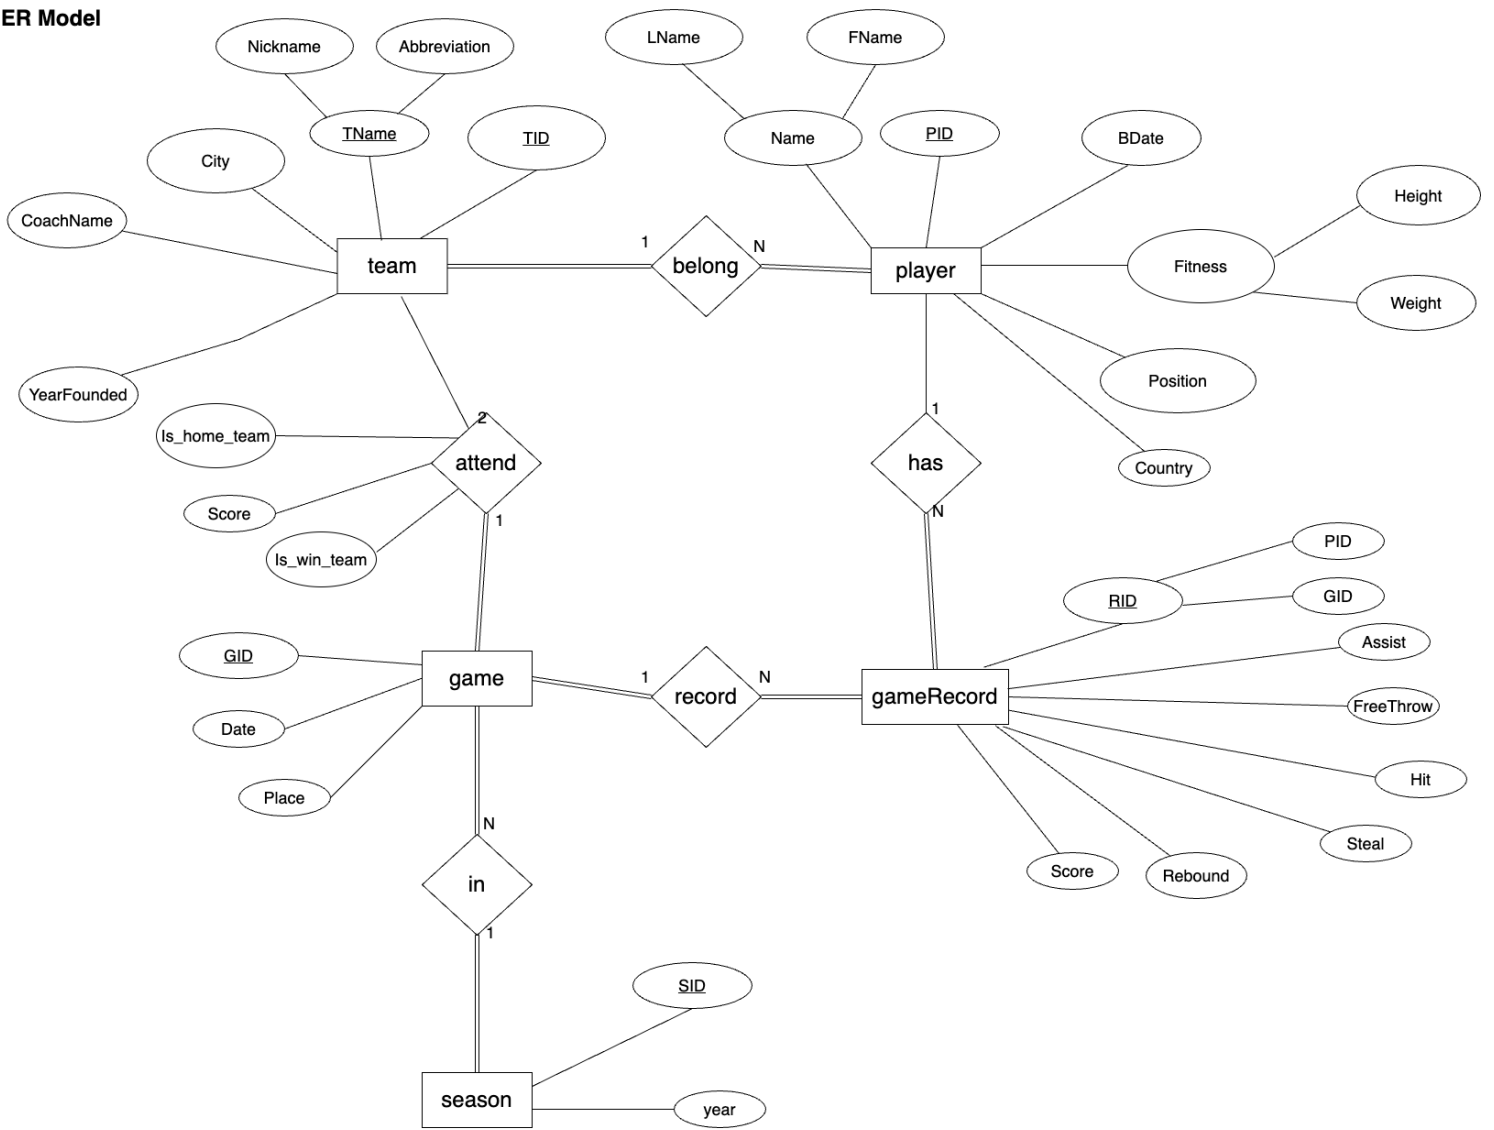 ER Model
Nickname
Abbreviation
LName
FName
TName
TID
Name
PID
BDate
City
CoachName
Height
team
1
belong
N
player
Fitness
Weight
YearFounded
Position
Is_home_team
2
attend
1
has
Country
Score
1
N
Is_win_team
PID
RID
GID
Assist
GID
game
1
record
N
gameRecord
FreeThrow
Date
Hit
Place
N
Steal
Score
Rebound
in
1
SID
season
year